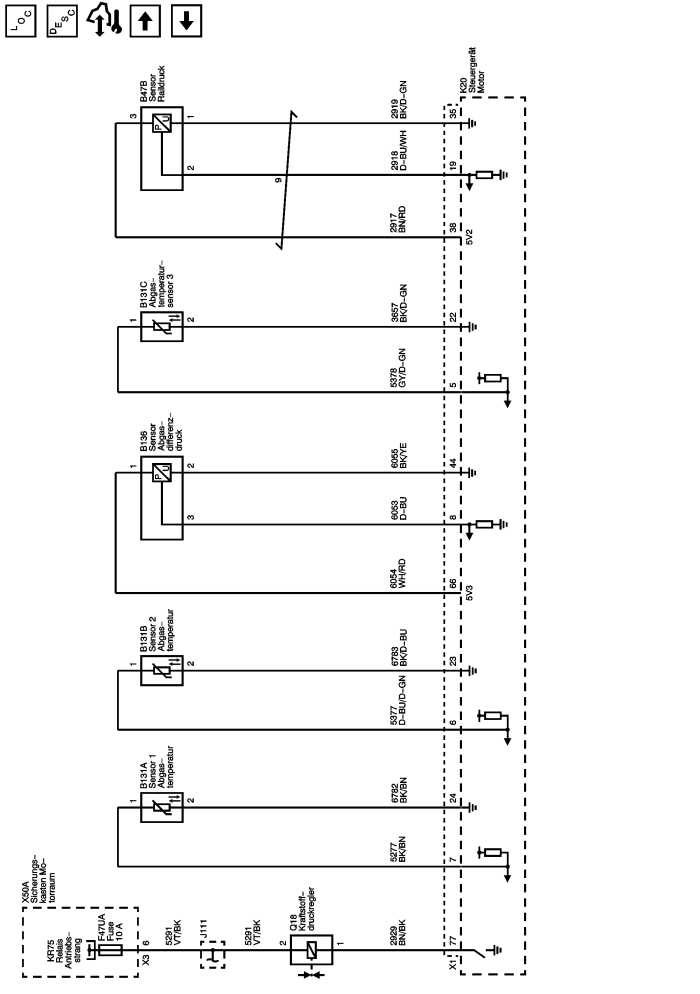 LOC
DESC
B47B
Sensor
Raildruck
3
1
2
9
2919
BK/D-GN
2918
D-BU/WH
2917
BN/RD
35
19
38
5V2
K20
Steuergerät
Motor
P
U
B131C
Abgas-
temperatur-
sensor 3
1
2
3657
BK/D-GN
5378
GY/D-GN
22
5
B136
Sensor
Abgas-
differenz-
druck
1
2
3
P
U
6055
BK/YE
6053
D-BU
6054
WH/RD
44
8
66
5V3
B131B
Sensor 2
Abgas-
temperatur
1
2
6783
BK/D-BU
5377
D-BU/D-GN
23
6
B131A
Sensor 1
Abgas-
temperatur
1
2
6782
BK/BN
5277
BK/BN
24
7
X50A
Sicherungs-
kasten Mo-
torraum
KR75
Relais
Antriebs-
strang
F47UA
Fuse
10 A
6
X3
5291
VT/BK
J111
5291
VT/BK
Q18
Kraftstoff-
druckregler
2
1
2929
BN/BK
77
X1